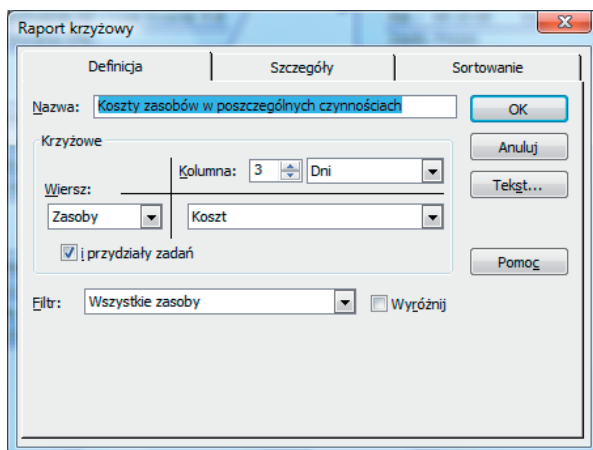 Raport krzyżowy
Definicja
Szczegóły
Sortowanie
Nazwa: Koszty zasobów w poszczególnych czynnościach
OK
Krzyżowe
Anuluj
Kolumna: 3 Dni
Tekst...
Wiersz:
Zasoby Koszt
i przydziały zadań
Pomoc
Filtr: Wszystkie zasoby Wyróżnij